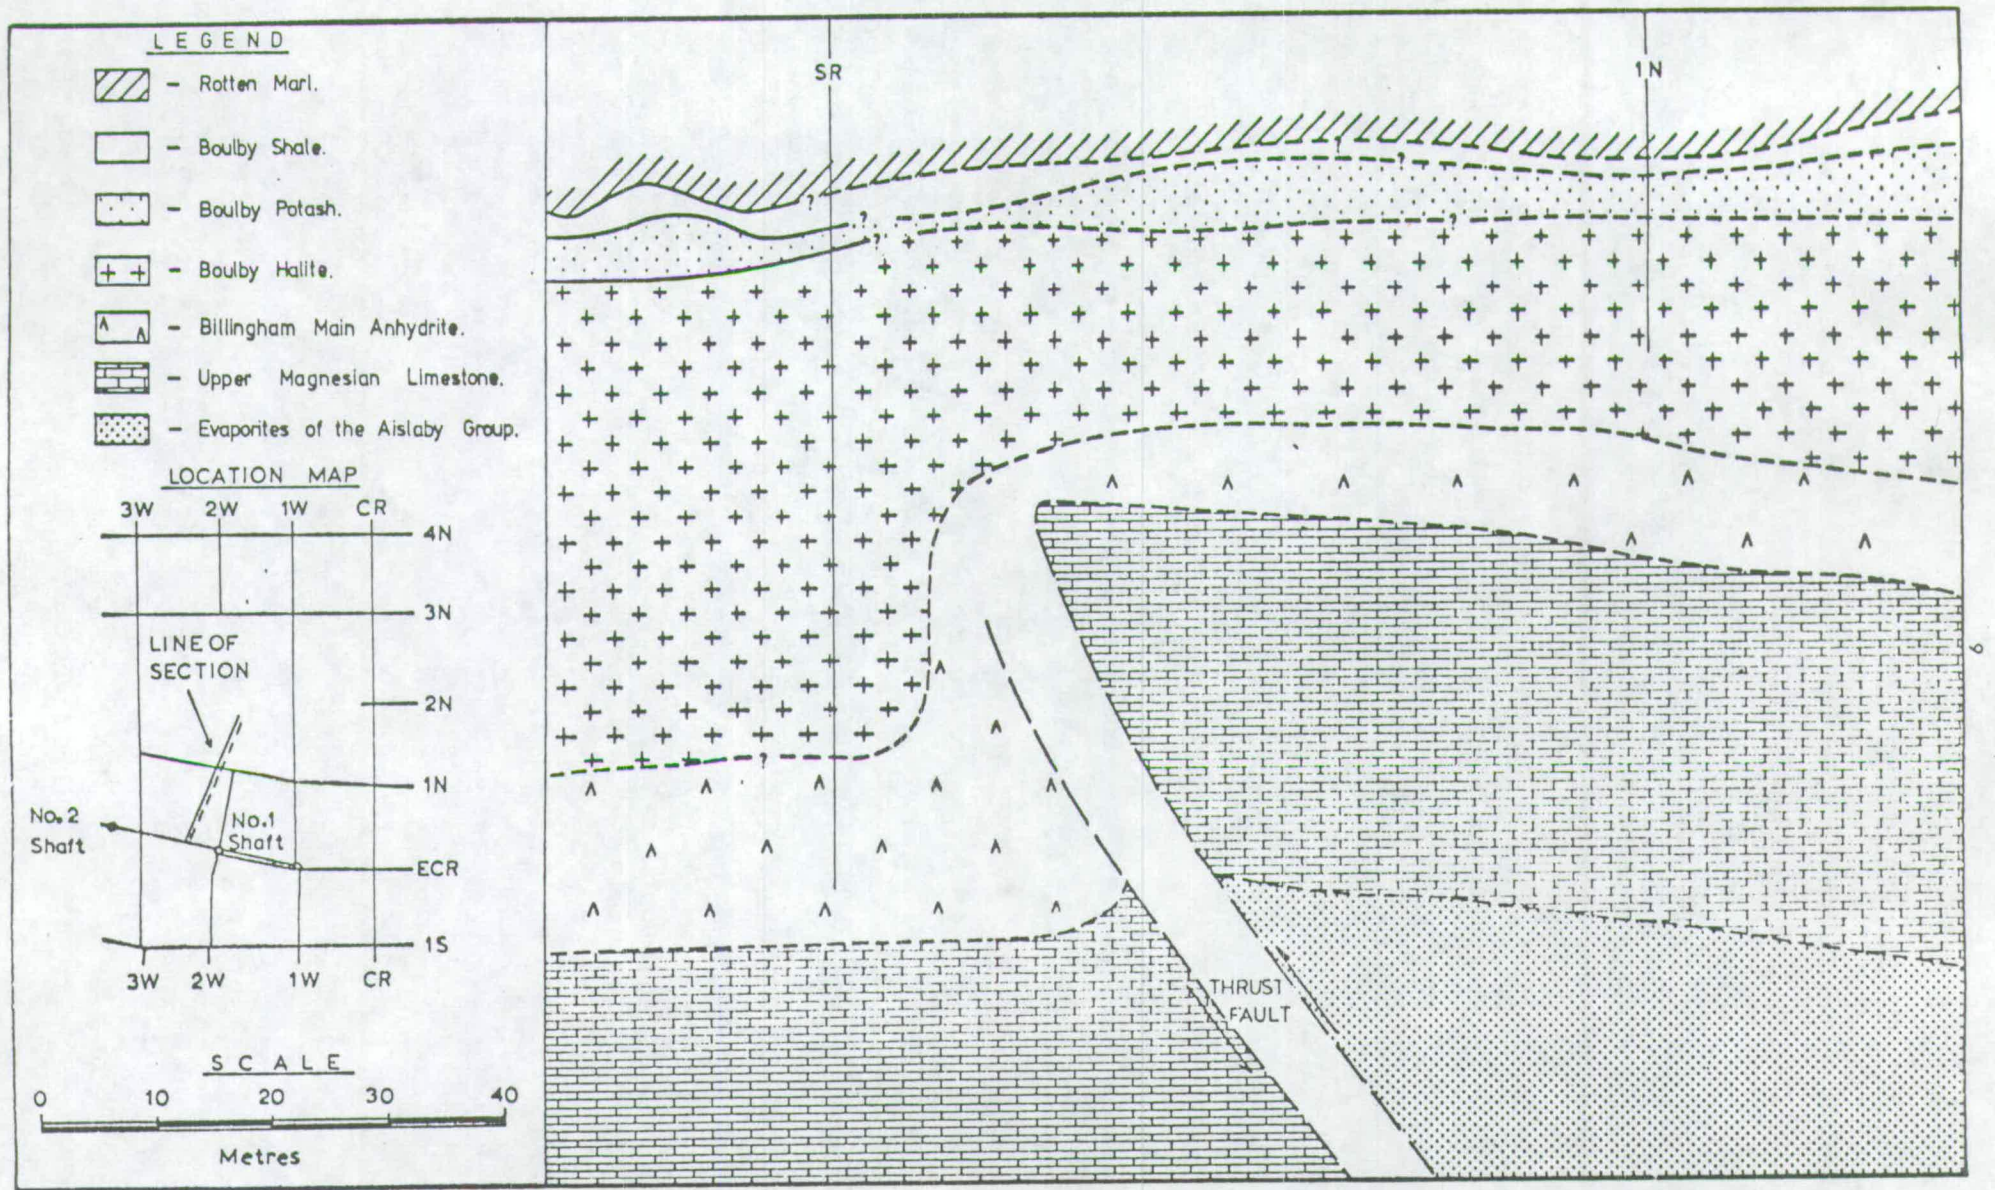 LEGEND
- Rotten Marl.
- Boulby Shale.
- Boulby Potash.
+ + - Boulby Halite.
^ ^ - Billingham Main Anhydrite.
- Upper Magnesian Limestone.
- Evaporites of the Aislaby Group.
LOCATION MAP
3W 2W 1W CR
4N
3N
LINE OF
SECTION
2N
1N
No.2
Shaft
No.1
Shaft
ECR
1S
3W 2W 1W CR
SCALE
0 10 20 30 40
Metres
SR 1N
? ? ? ? ? ? ? ?
THRUST
FAULT
9